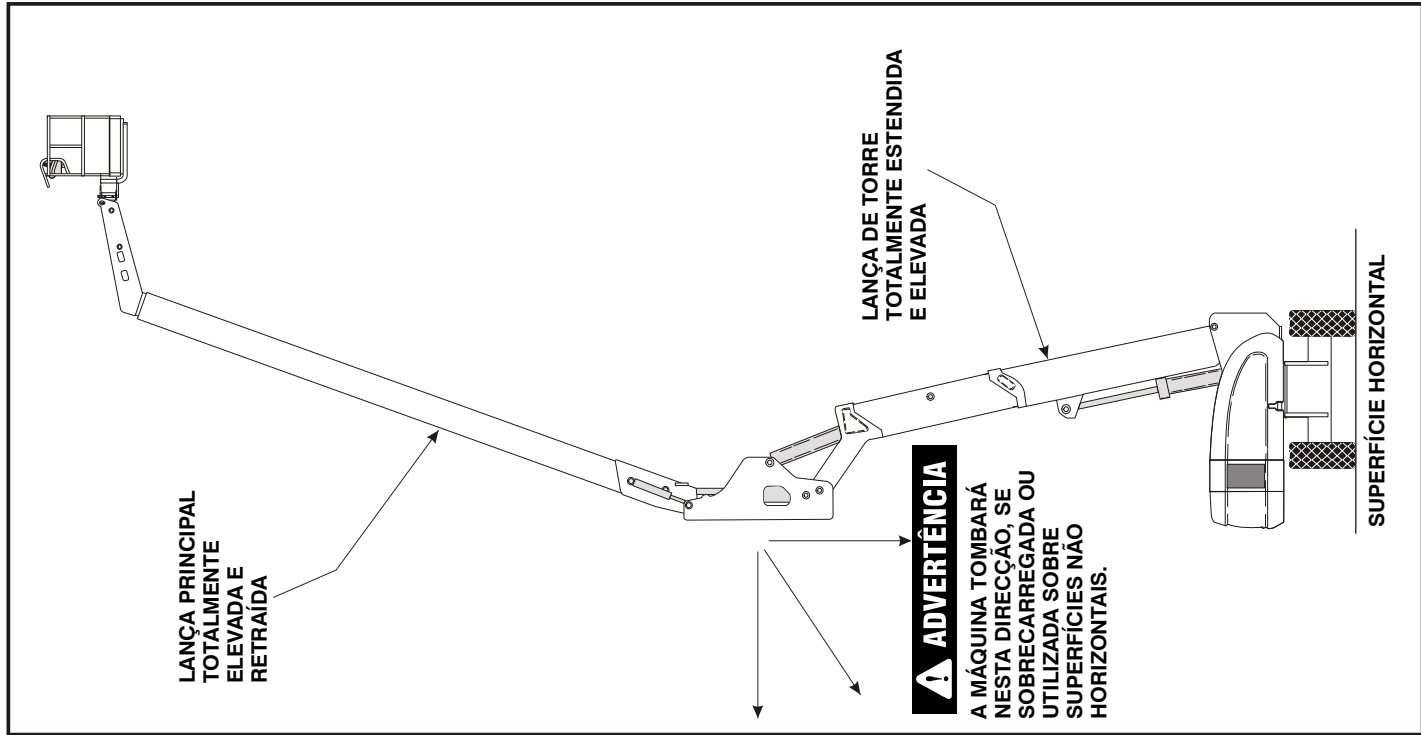 LANÇA PRINCIPAL
TOTALMENTE
ELEVADA E
RETRAÍDA
LANÇA DE TORRE
TOTALMENTE ESTENDIDA
E ELEVADA
ADVERTÊNCIA
A MÁQUINA TOMBARÁ
NESTA DIRECÇÃO, SE
SOBRECARREGADA OU
UTILIZADA SOBRE
SUPERFÍCIES NÃO
HORIZONTAIS.
SUPERFÍCIE HORIZONTAL